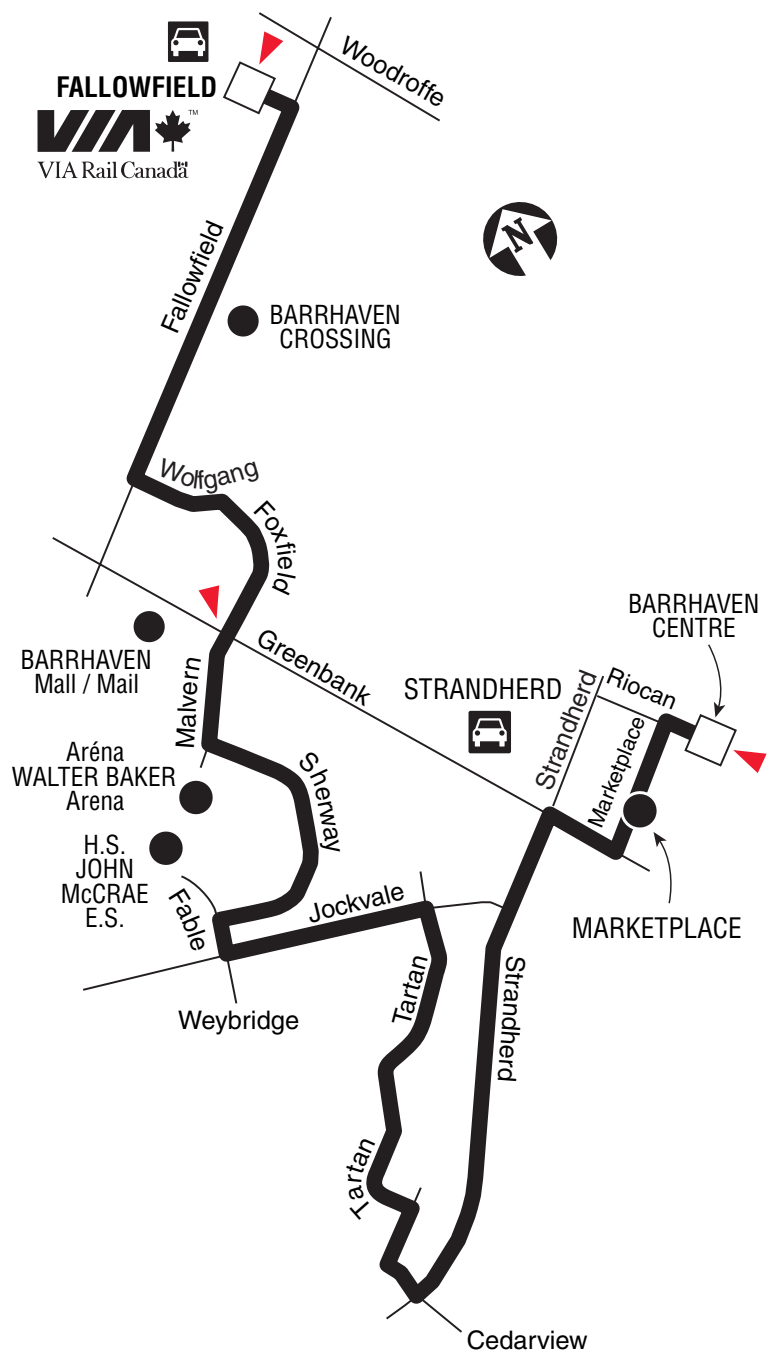 Woodroffe
FALLOWFIELD
VIA
™
VIA Rail Canada
Fallowfield
N
BARRHAVEN
CROSSING
Wolfgang
Foxfield
BARRHAVEN
CENTRE
Greenbank
BARRHAVEN
Mall / Mail
Malvern
STRANDHERD
Strandherd
Riocan
Marketplace
Aréna
WALTER BAKER
Arena
Sherway
H.S.
JOHN
McCRAE
E.S.
Fable
Jockvale
MARKETPLACE
Weybridge
Tartan
Strandherd
Tartan
Cedarview